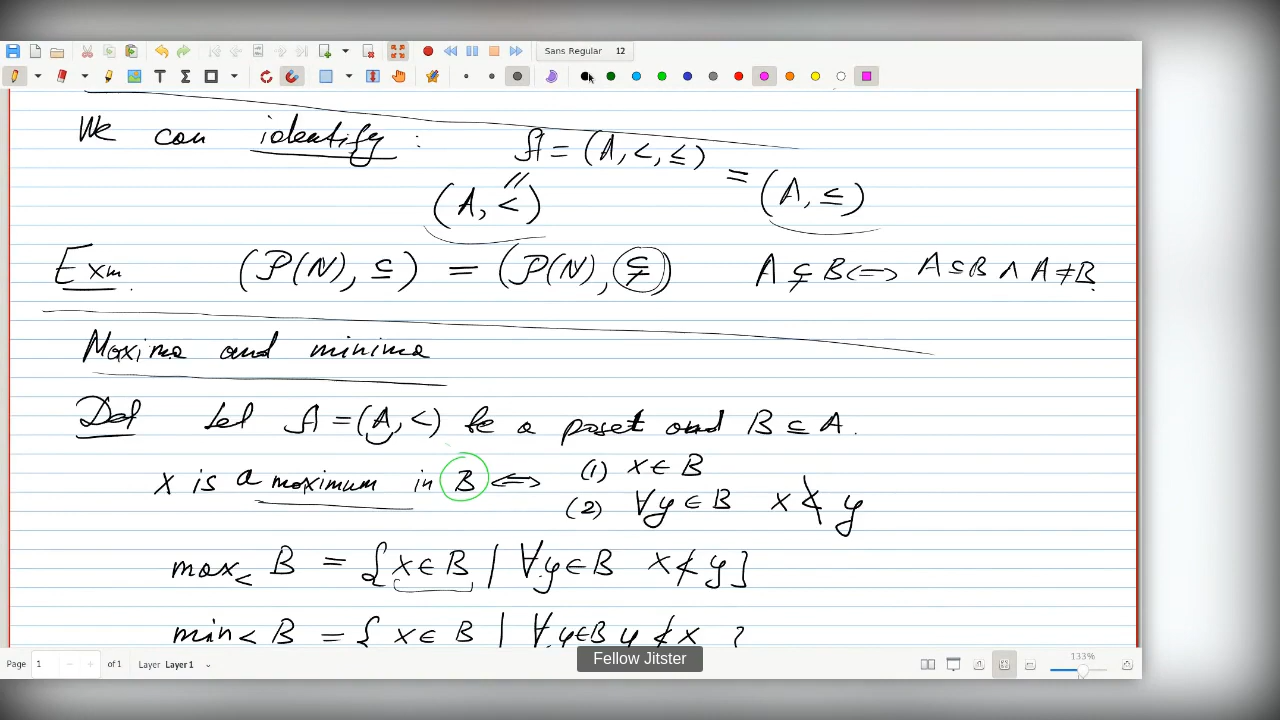 Sans Regular 12
We can identify : 𝔄 = (A, <, ≤) = (A, ≤)
(A, <)
Exm. (𝒫(N), ⊆) = (𝒫(N), ⊊) A ⊊ B ⟺ A ⊆ B ∧ A ≠ B.
Maxima and minima
Def Let 𝔄 = (A, <) be a poset and B ⊆ A.
x is a maximum in B ⟺ (1) x ∈ B
(2) ∀y ∈ B x ≮ y
max< B = { x ∈ B | ∀y ∈ B x ≮ y }
min< B = { x ∈ B | ∀y ∈ B y ≮ x }
Fellow Jitster
Page 1 of 1 Layer Layer 1 133%